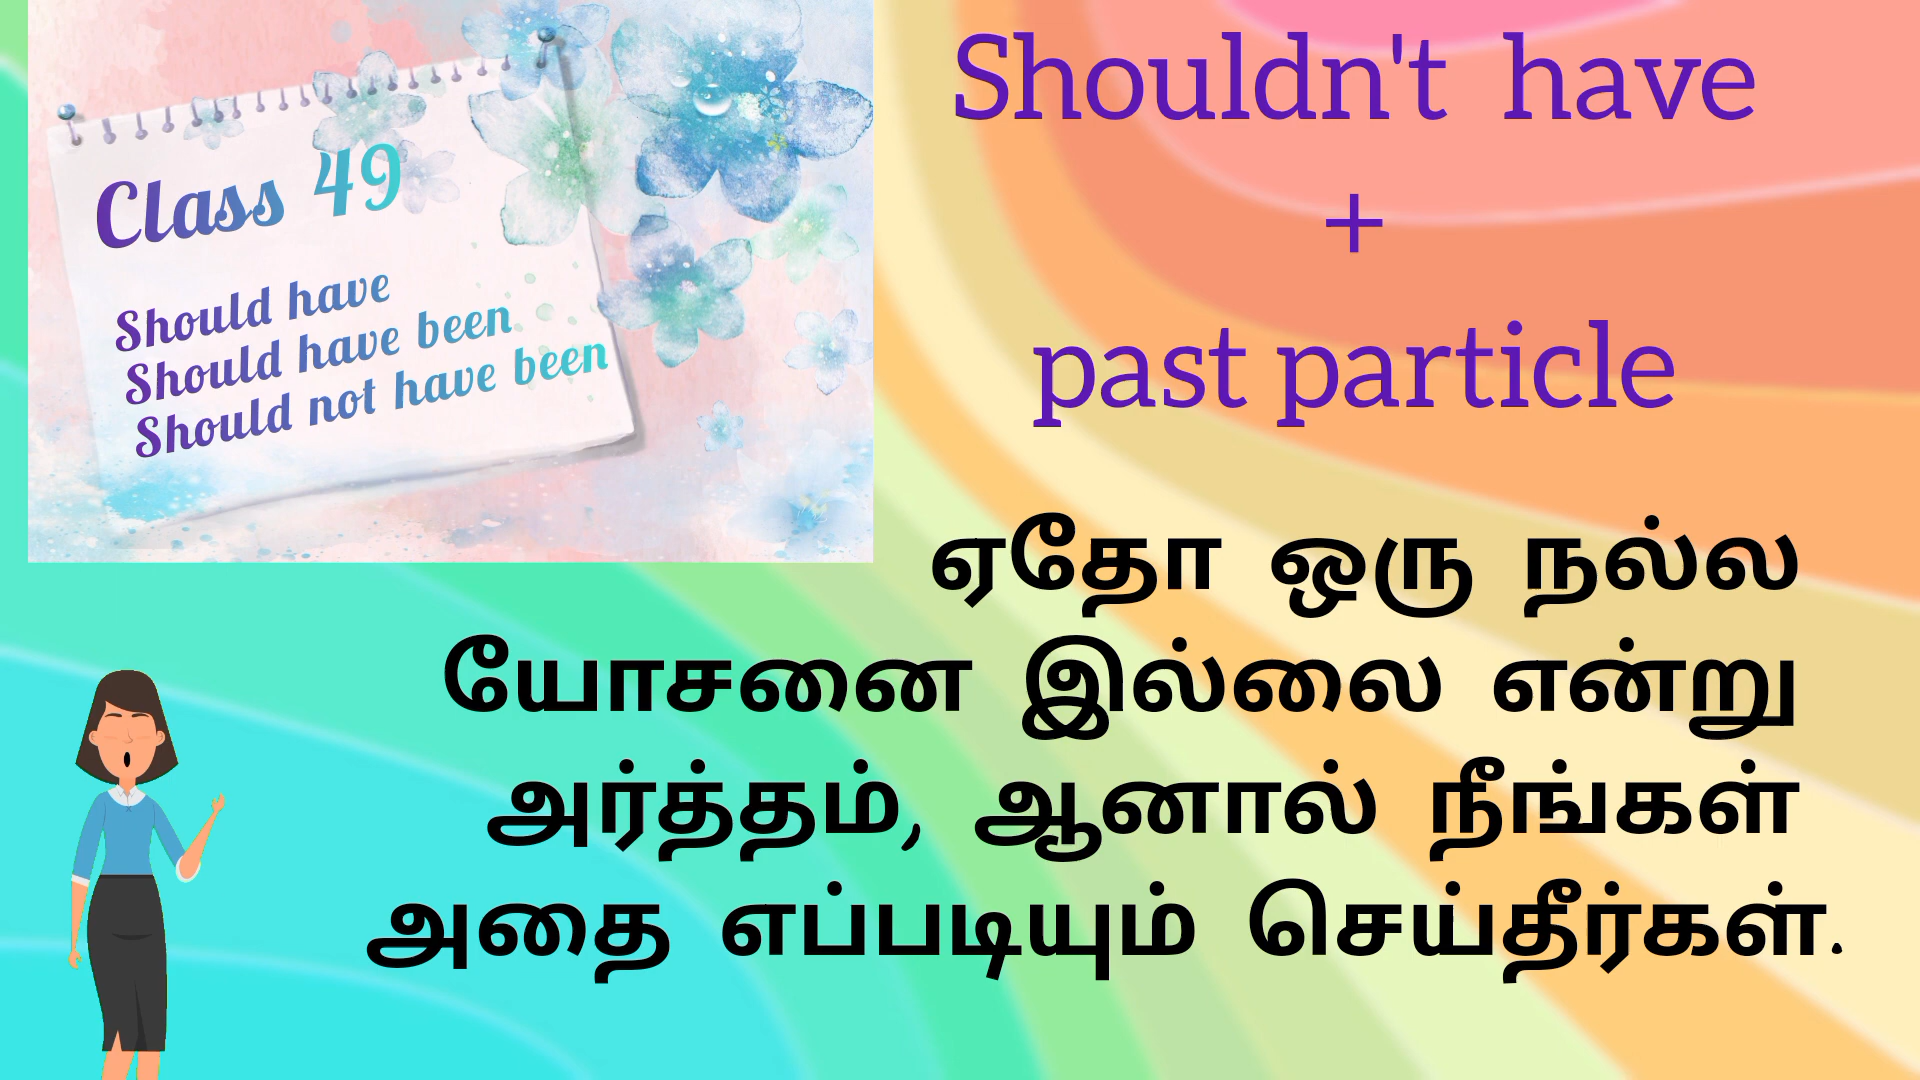 Class 49
Should have
Should have been
Should not have been
Shouldn't have
+
past particle
ஏதோ ஒரு நல்ல
யோசனை இல்லை என்று
அர்த்தம், ஆனால் நீங்கள்
அதை எப்படியும் செய்தீர்கள்.